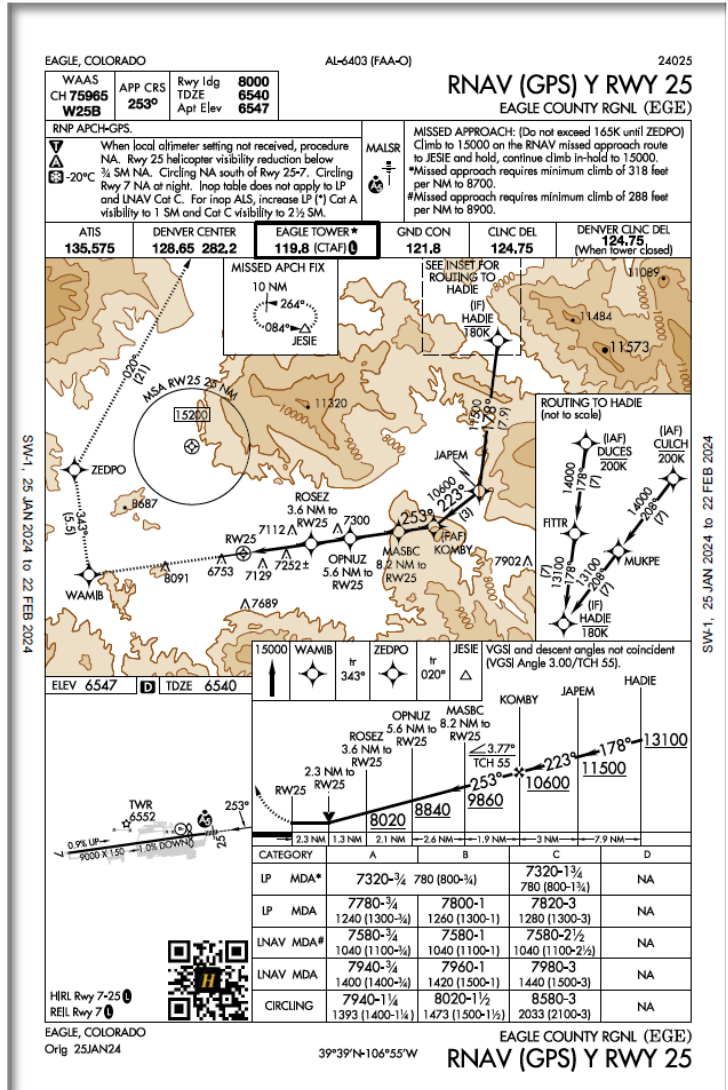 EAGLE, COLORADO
AL-6403 (FAA-O)
24025
WAAS
CH 75965
W25B
APP CRS
253°
Rwy ldg 8000
TDZE 6540
Apt Elev 6547
RNAV (GPS) Y RWY 25
EAGLE COUNTY RGNL (EGE)
RNP APCH-GPS.
T
A
-20°C
When local altimeter setting not received, procedure
NA. Rwy 25 helicopter visibility reduction below
¾ SM NA. Circling NA south of Rwy 25-7. Circling
Rwy 7 NA at night. Inop table does not apply to LP
and LNAV Cat C. For inop ALS, increase LP (*) Cat A
visibility to 1 SM and Cat C visibility to 2½ SM.
MALSR
MISSED APPROACH: (Do not exceed 165K until ZEDPO)
Climb to 15000 on the RNAV missed approach route
to JESIE and hold, continue climb in-hold to 15000.
*Missed approach requires minimum climb of 318 feet
per NM to 8700.
#Missed approach requires minimum climb of 288 feet
per NM to 8900.
ATIS
135.575
DENVER CENTER
128.65 282.2
EAGLE TOWER*
119.8 (CTAF) L
GND CON
121.8
CLNC DEL
124.75
DENVER CLNC DEL
124.75
(When tower closed)
MISSED APCH FIX
10 NM
264°
084°
JESIE
SEE INSET FOR
ROUTING TO
HADIE
(IF)
HADIE
180K
11089
11484
11573
020°
(21)
MSA RW25 25 NM
15200
11320
11500
178°
(7.9)
ROUTING TO HADIE
(not to scale)
(IAF)
DUCES
200K
(IAF)
CULCH
200K
14000
178°
(7)
14000
208°
(7)
FITTR
MUKPE
13100
178°
(7)
13100
208°
(7)
(IF)
HADIE
180K
ZEDPO
8687
343°
(5.5)
WAMIB
8091
6753
RW25
7112
7129
7252±
ROSEZ
3.6 NM to
RW25
7300
OPNUZ
5.6 NM to
RW25
MASBC
8.2 NM to
RW25
253°
(FAF)
KOMBY
JAPEM
10600
223°
(3)
7902
7689
SW-1, 25 JAN 2024 to 22 FEB 2024
SW-1, 25 JAN 2024 to 22 FEB 2024
ELEV 6547
D
TDZE 6540
15000
WAMIB
tr
343°
ZEDPO
tr
020°
JESIE
VGSI and descent angles not coincident
(VGSI Angle 3.00/TCH 55).
RW25
2.3 NM to
RW25
ROSEZ
3.6 NM to
RW25
OPNUZ
5.6 NM to
RW25
MASBC
8.2 NM to
RW25
KOMBY
JAPEM
HADIE
3.77°
TCH 55
253°
223°
178°
8020
8840
9860
10600
11500
13100
2.3 NM
1.3 NM
2.1 NM
2.6 NM
1.9 NM
3 NM
7.9 NM
TWR
6552
253°
0.9% UP
9000 X 150
1.0% DOWN
P
7
25
HIRL Rwy 7-25 L
REIL Rwy 7 L
H
CATEGORY A B C D
LP MDA* 7320-¾ 780 (800-¾) 7320-1¾ NA
780 (800-1¾)
LP MDA 7780-¾ 7800-1 7820-3 NA
1240 (1300-¾) 1260 (1300-1) 1280 (1300-3)
LNAV MDA# 7580-¾ 7580-1 7580-2½ NA
1040 (1100-¾) 1040 (1100-1) 1040 (1100-2½)
LNAV MDA 7940-¾ 7960-1 7980-3 NA
1400 (1400-¾) 1420 (1500-1) 1440 (1500-3)
CIRCLING 7940-1¼ 8020-1½ 8580-3 NA
1393 (1400-1¼) 1473 (1500-1½) 2033 (2100-3)
EAGLE, COLORADO
Orig 25JAN24
39°39'N-106°55'W
EAGLE COUNTY RGNL (EGE)
RNAV (GPS) Y RWY 25